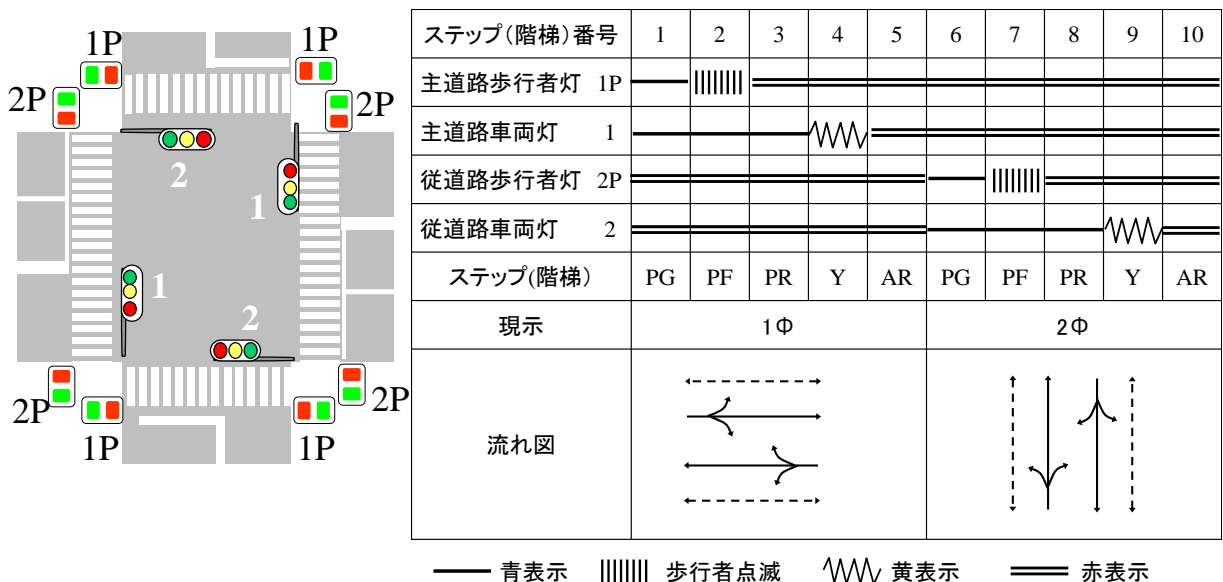 1P 1P
2P 2P
2
1
1
2
2P 2P
1P 1P
ステップ(階梯)番号 1 2 3 4 5 6 7 8 9 10
主道路歩行者灯 1P
主道路車両灯 1
従道路歩行者灯 2P
従道路車両灯 2
ステップ(階梯) PG PF PR Y AR PG PF PR Y AR
現示 1Φ 2Φ
流れ図
青表示 歩行者点滅 黄表示 赤表示